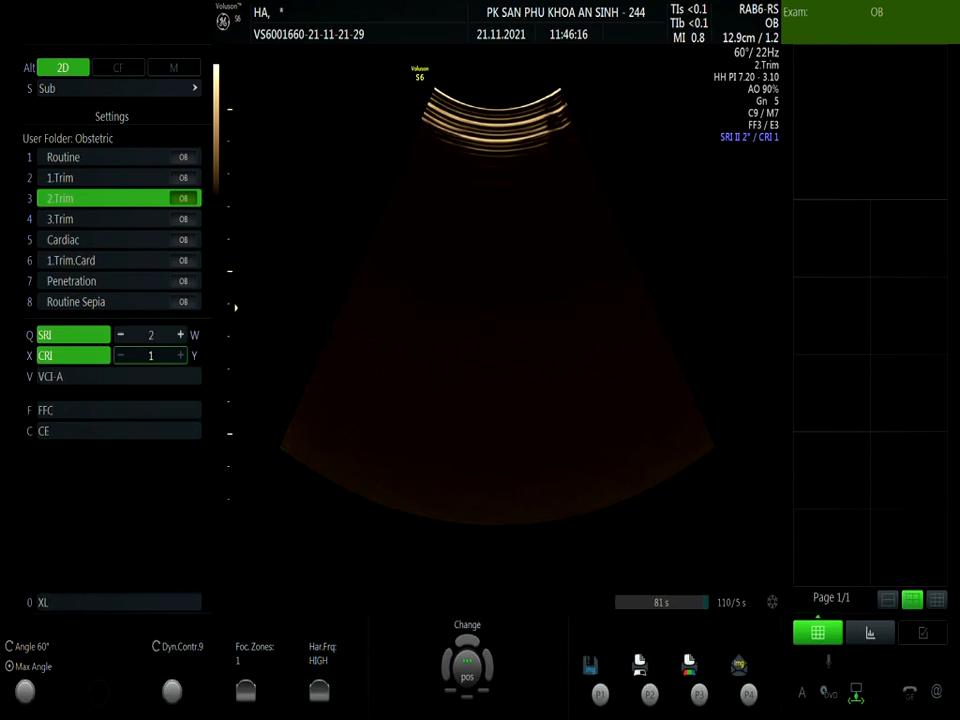 Voluson
S6
HA, *
PK SAN PHU KHOA AN SINH - 244
VS6001660-21-11-21-29
21.11.2021
11:46:16
TIs <0.1
TIb <0.1
MI 0.8
RAB6-RS
OB
12.9cm / 1.2
60°/ 22Hz
2.Trim
HH PI 7.20 - 3.10
AO 90%
Gn 5
C9 / M7
FF3 / E3
SRI II 2" / CRI 1
Exam: OB
Voluson
S6
Alt 2D CF M
S Sub
Settings
User Folder: Obstetric
1 Routine OB
2 1.Trim OB
3 2.Trim OB
4 3.Trim OB
5 Cardiac OB
6 1.Trim.Card OB
7 Penetration OB
8 Routine Sepia OB
Q SRI - 2 + W
X CRI - 1 + Y
V VCI-A
F FFC
C CE
0 XL
81 s
110/5 s
Page 1/1
Angle 60°
Max Angle
Dyn.Contr.9
Foc. Zones:
1
Har.Frq:
HIGH
Change
pos
Img
P1
P2
P3
P4
A
DVD
GE
@